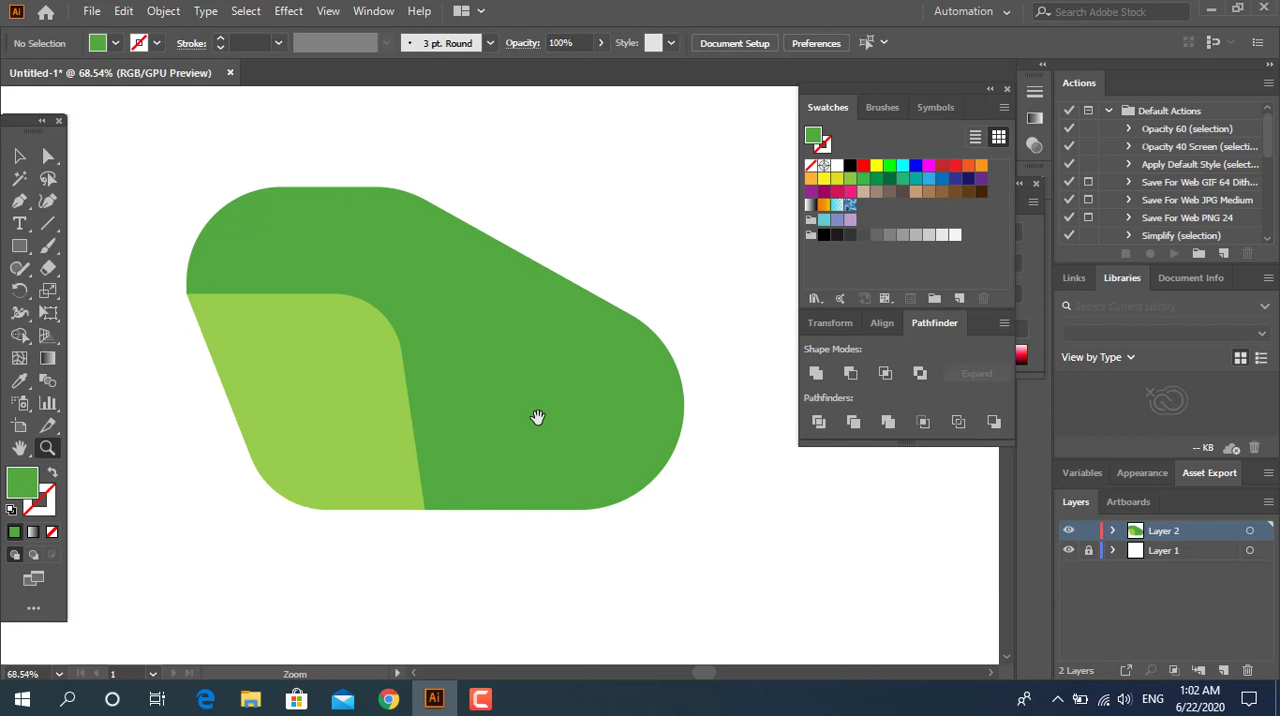 Ai File Edit Object Type Select Effect View Window Help Automation Search Adobe Stock
No Selection Stroke: 3 pt. Round Opacity: 100% Style: Document Setup Preferences
Untitled-1* @ 68.54% (RGB/GPU Preview)
Swatches Brushes Symbols
Transform Align Pathfinder
Shape Modes:
Expand
Pathfinders:
Actions
Default Actions
Opacity 60 (selection)
Opacity 40 Screen (selecti...
Apply Default Style (select...
Save For Web GIF 64 Dith...
Save For Web JPG Medium
Save For Web PNG 24
Simplify (selection)
Links Libraries Document Info
Search Current Library
View by Type
-- KB
Variables Appearance Asset Export
Layers Artboards
Layer 2
Layer 1
2 Layers
68.54% 1 Zoom
Ai ENG 1:02 AM
6/22/2020